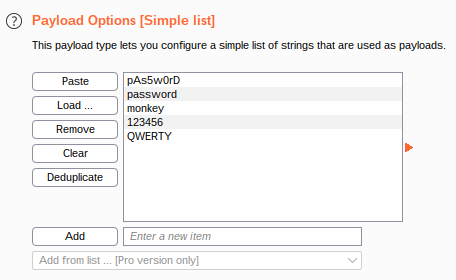 ? Payload Options [Simple list]
This payload type lets you configure a simple list of strings that are used as payloads.
Paste
Load ...
Remove
Clear
Deduplicate
pAs5w0rD
password
monkey
123456
QWERTY
Add
Enter a new item
Add from list ... [Pro version only]